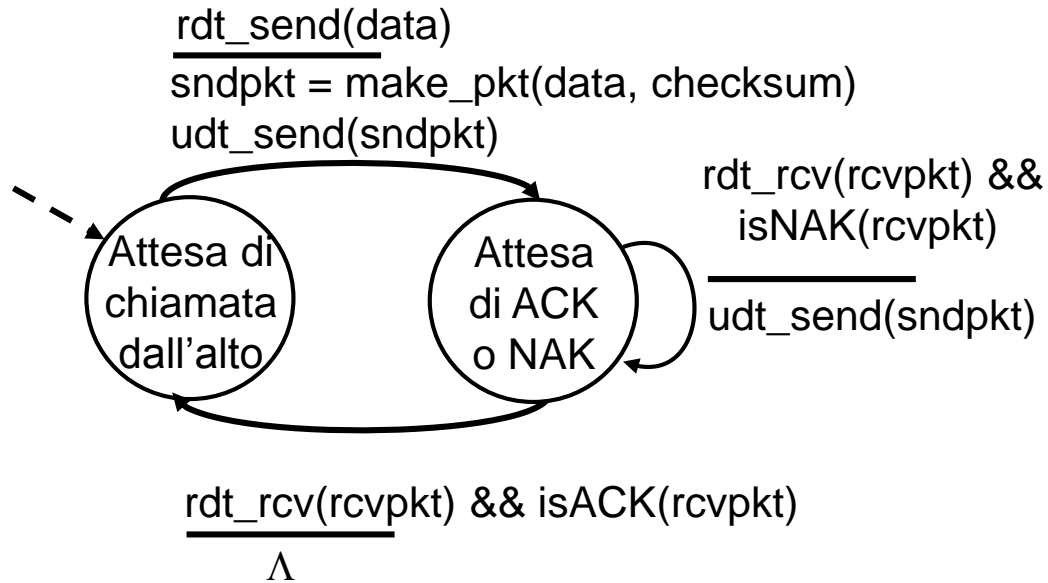 rdt_send(data)
sndpkt = make_pkt(data, checksum)
udt_send(sndpkt)
Attesa di
chiamata
dall’alto
Attesa
di ACK
o NAK
rdt_rcv(rcvpkt) &&
isNAK(rcvpkt)
udt_send(sndpkt)
rdt_rcv(rcvpkt) && isACK(rcvpkt)
Λ